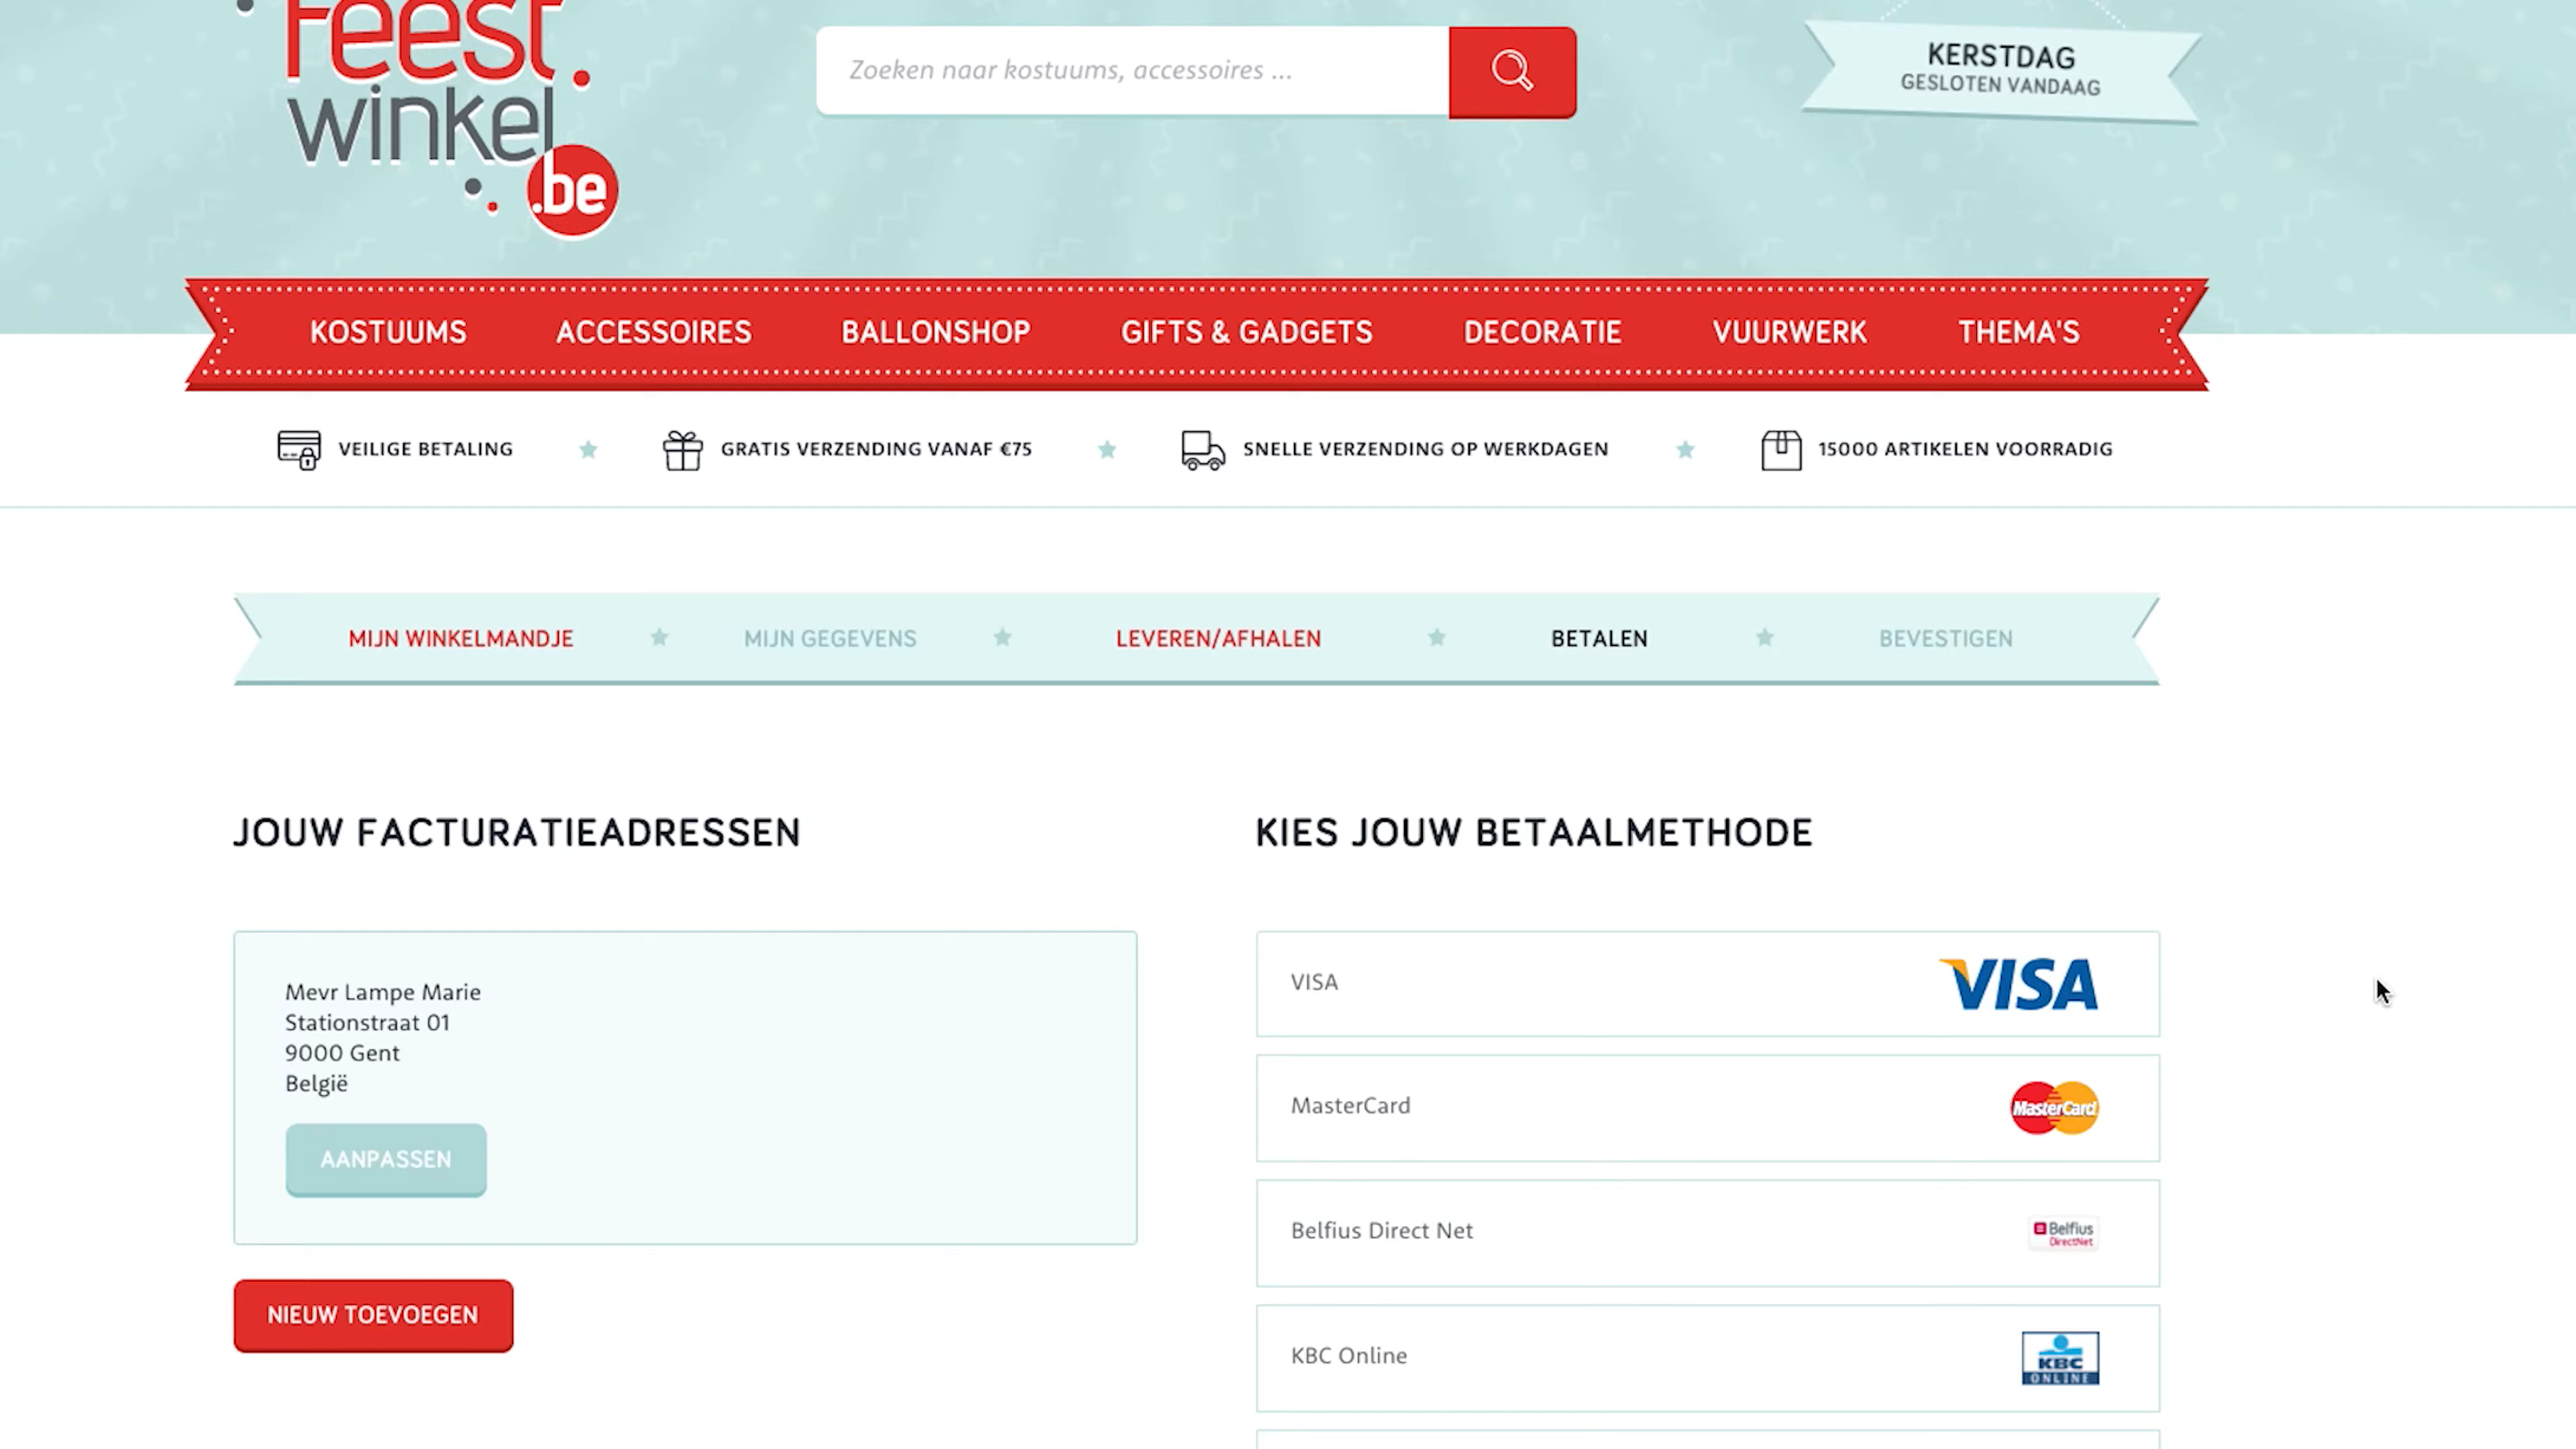 feest
winkel
.be
Zoeken naar kostuums, accessoires ...
KERSTDAG
GESLOTEN VANDAAG
KOSTUUMS
ACCESSOIRES
BALLONSHOP
GIFTS & GADGETS
DECORATIE
VUURWERK
THEMA'S
VEILIGE BETALING
GRATIS VERZENDING VANAF €75
SNELLE VERZENDING OP WERKDAGEN
15000 ARTIKELEN VOORRADIG
MIJN WINKELMANDJE
MIJN GEGEVENS
LEVEREN/AFHALEN
BETALEN
BEVESTIGEN
JOUW FACTURATIEADRESSEN
Mevr Lampe Marie
Stationstraat 01
9000 Gent
België
AANPASSEN
NIEUW TOEVOEGEN
KIES JOUW BETAALMETHODE
VISA
VISA
MasterCard
MasterCard
Belfius Direct Net
Belfius
DirectNet
KBC Online
KBC
ONLINE